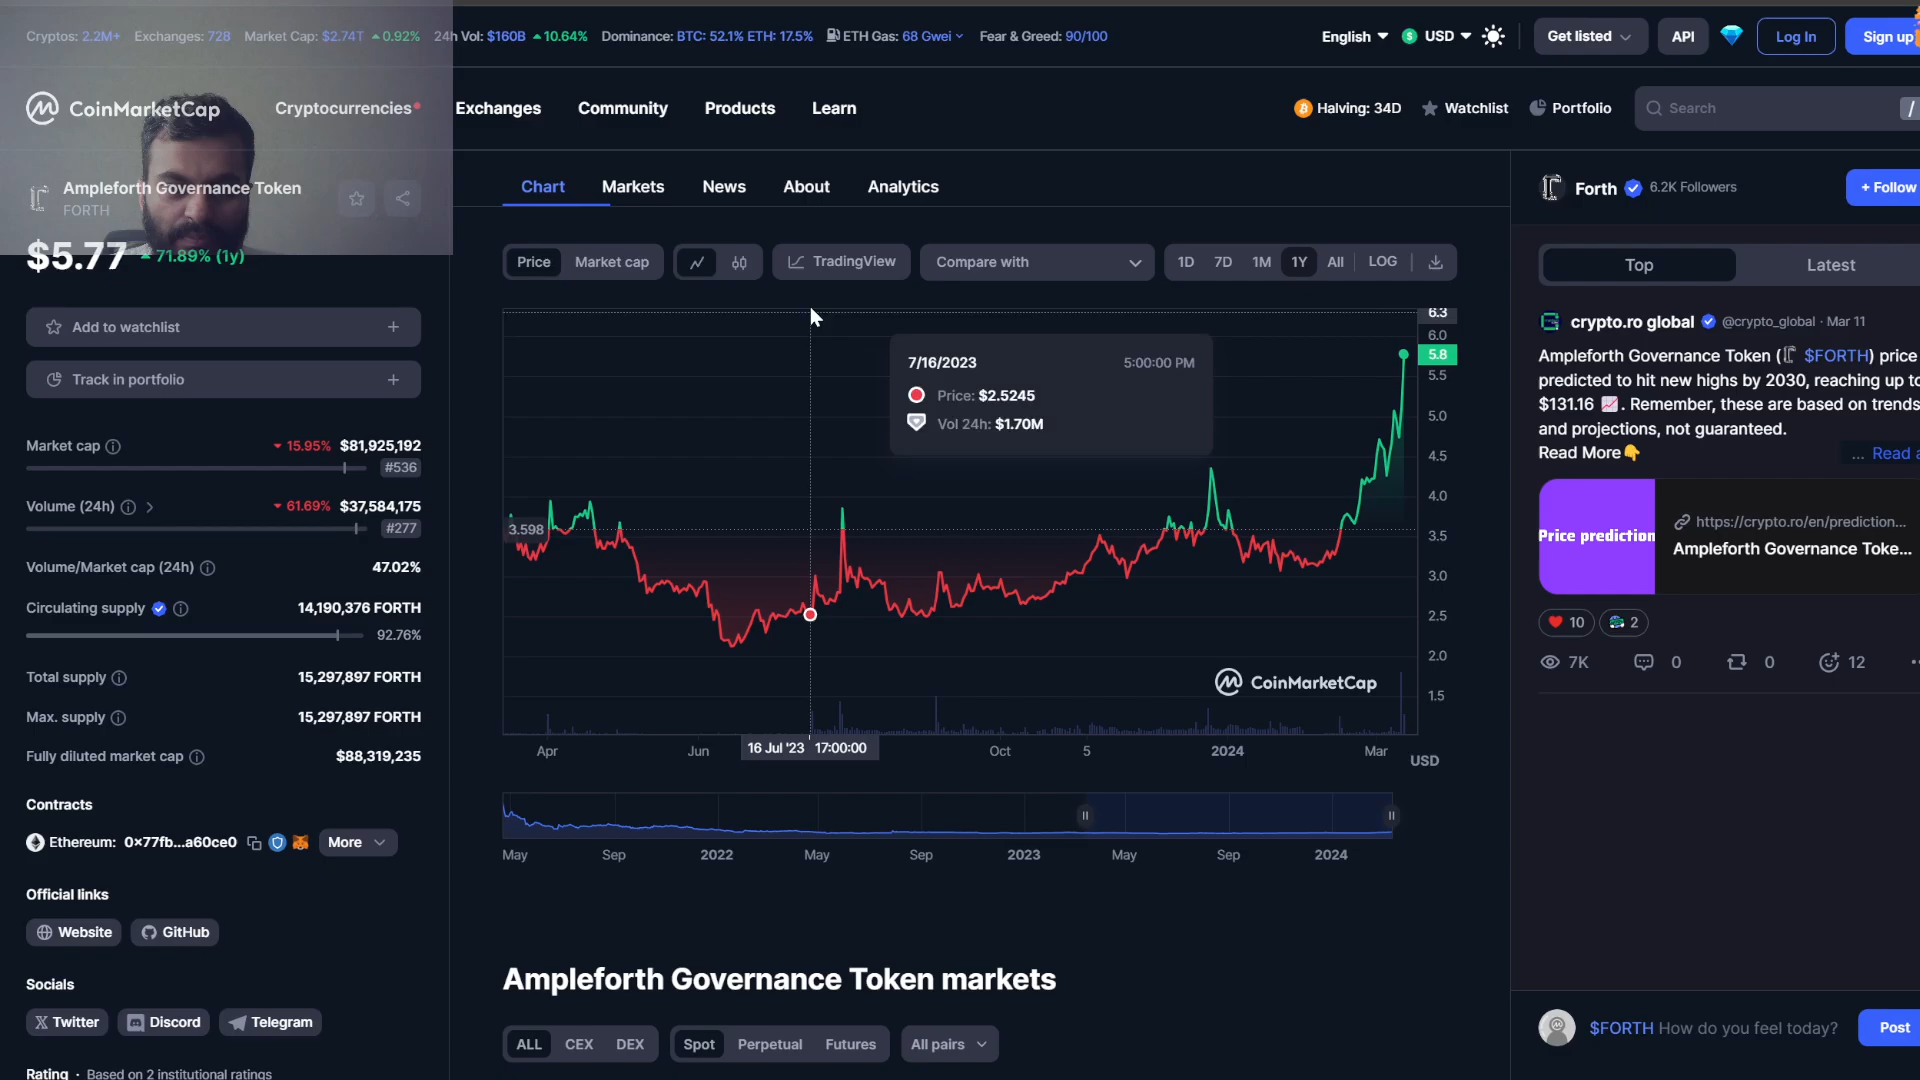 Cryptos: 2.2M+ Exchanges: 728 Market Cap: $2.74T 0.92% 24h Vol: $160B 10.64% Dominance: BTC: 52.1% ETH: 17.5% ETH Gas: 68 Gwei Fear & Greed: 90/100 English USD Get listed API Log In Sign up
CoinMarketCap Cryptocurrencies Exchanges Community Products Learn Halving: 34D Watchlist Portfolio Search /
Ampleforth Governance Token
FORTH
$5.77 71.89% (1y)
Add to watchlist +
Track in portfolio +
Market cap 15.95% $81,925,192
#536
Volume (24h) 61.69% $37,584,175
#277
Volume/Market cap (24h) 47.02%
Circulating supply 14,190,376 FORTH
92.76%
Total supply 15,297,897 FORTH
Max. supply 15,297,897 FORTH
Fully diluted market cap $88,319,235
Contracts
Ethereum: 0x77fb...a60ce0 More
Official links
Website GitHub
Socials
Twitter Discord Telegram
Rating · Based on 2 institutional ratings
Chart Markets News About Analytics
Price Market cap TradingView Compare with 1D 7D 1M 1Y All LOG
7/16/2023 5:00:00 PM
Price: $2.5245
Vol 24h: $1.70M
3.598
6.3
6.0
5.8
5.5
5.0
4.5
4.0
3.5
3.0
2.5
2.0
1.5
CoinMarketCap
Apr Jun 16 Jul '23 17:00:00 Oct 5 2024 Mar
USD
May Sep 2022 May Sep 2023 May Sep 2024
Ampleforth Governance Token markets
ALL CEX DEX Spot Perpetual Futures All pairs
Forth 6.2K Followers + Follow
Top Latest
crypto.ro global @crypto_global · Mar 11
Ampleforth Governance Token ( $FORTH) price
predicted to hit new highs by 2030, reaching up to
$131.16 📈. Remember, these are based on trends
and projections, not guaranteed.
Read More👇 ... Read a
Price prediction
https://crypto.ro/en/prediction...
Ampleforth Governance Toke...
10 2
7K 0 0 12
$FORTH How do you feel today? Post